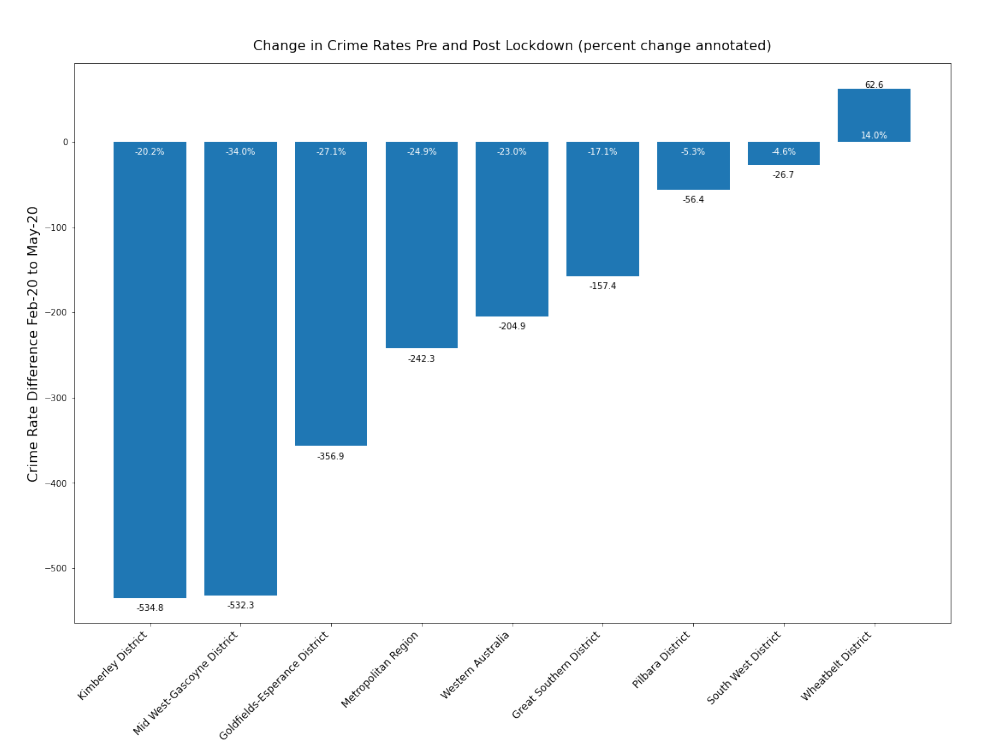 Change in Crime Rates Pre and Post Lockdown (percent change annotated)
Crime Rate Difference Feb-20 to May-20
0
−100
−200
−300
−400
−500
-20.2%
-34.0%
-27.1%
-24.9%
-23.0%
-17.1%
-5.3%
-4.6%
14.0%
-534.8
-532.3
-356.9
-242.3
-204.9
-157.4
-56.4
-26.7
62.6
Kimberley District
Mid West-Gascoyne District
Goldfields-Esperance District
Metropolitan Region
Western Australia
Great Southern District
Pilbara District
South West District
Wheatbelt District